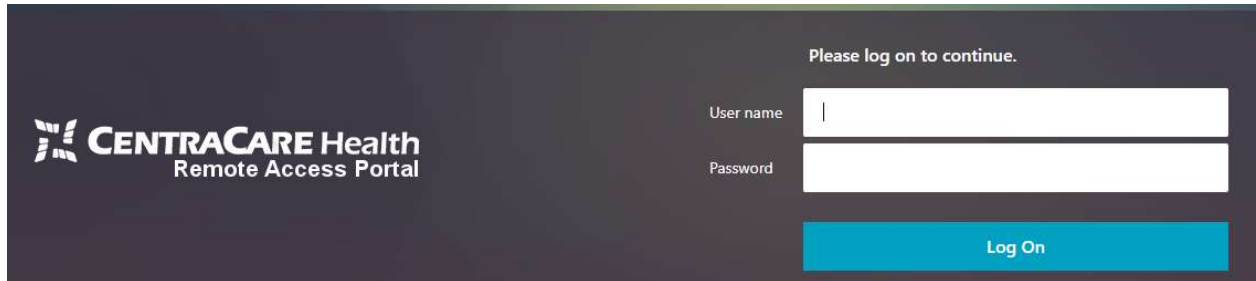 CENTRACARE Health
Remote Access Portal
Please log on to continue.
User name
Password
Log On